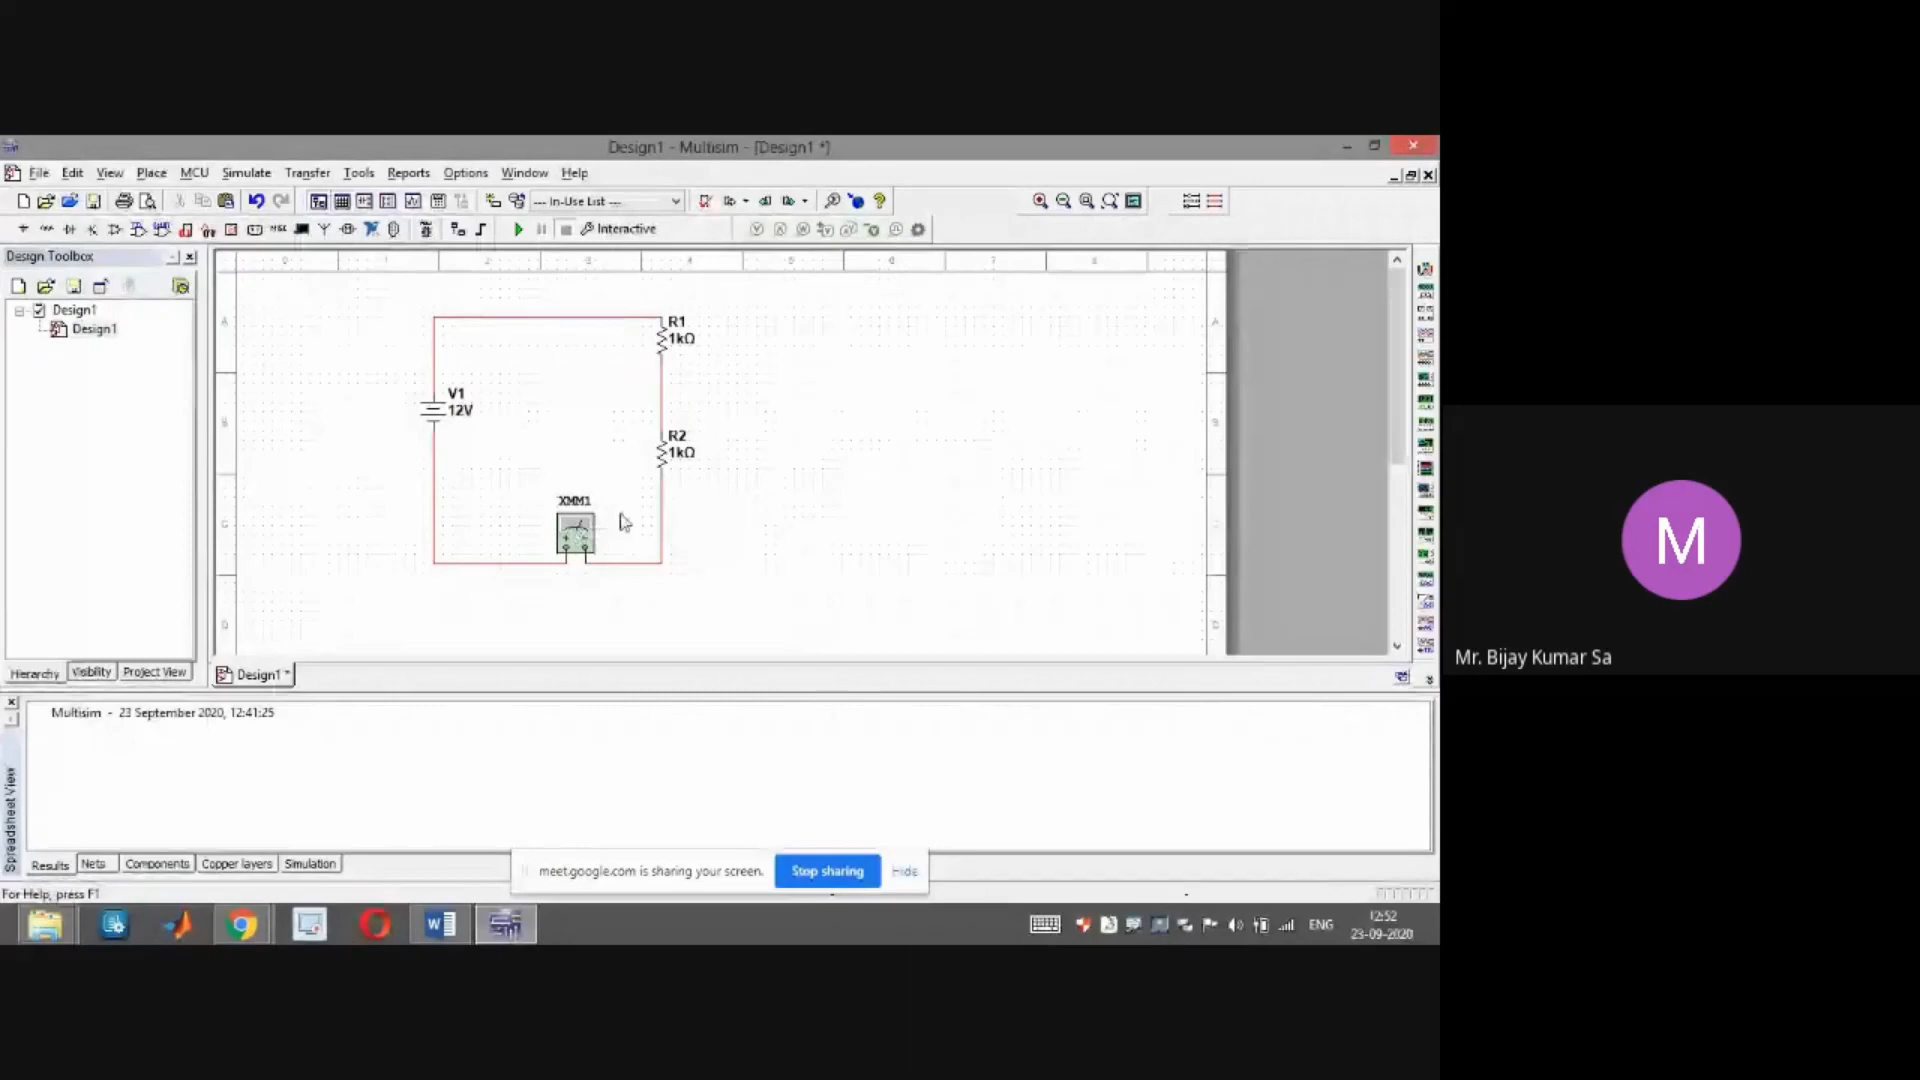 Design1 - Multisim - [Design1 *]
File Edit View Place MCU Simulate Transfer Tools Reports Options Window Help
--- In-Use List ---
Interactive
Design Toolbox
Design1
Design1
R1
1kΩ
V1
12V
R2
1kΩ
XMM1
Hierarchy Visibility Project View
Design1 *
Multisim - 23 September 2020, 12:41:25
Spreadsheet View
Results Nets Components Copper layers Simulation
meet.google.com is sharing your screen. Stop sharing Hide
For Help, press F1
ENG
12:52
23-09-2020
M
Mr. Bijay Kumar Sa